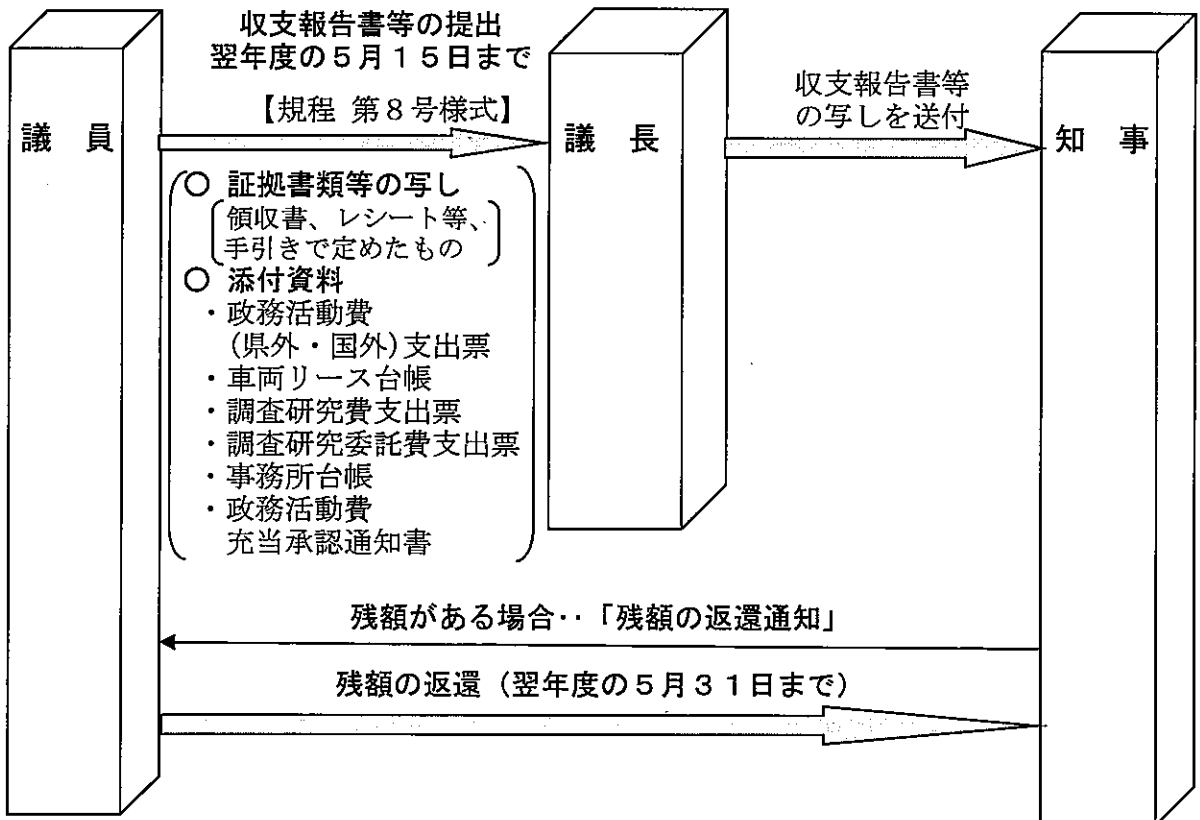 収支報告書等の提出
翌年度の５月１５日まで
【規程 第８号様式】
議　員
議　長
収支報告書等
の写しを送付
知　事
○ 証拠書類等の写し
領収書、レシート等、
手引きで定めたもの
○ 添付資料
・政務活動費
(県外・国外)支出票
・車両リース台帳
・調査研究費支出票
・調査研究委託費支出票
・事務所台帳
・政務活動費
充当承認通知書
残額がある場合‥「残額の返還通知」
残額の返還（翌年度の５月３１日まで）